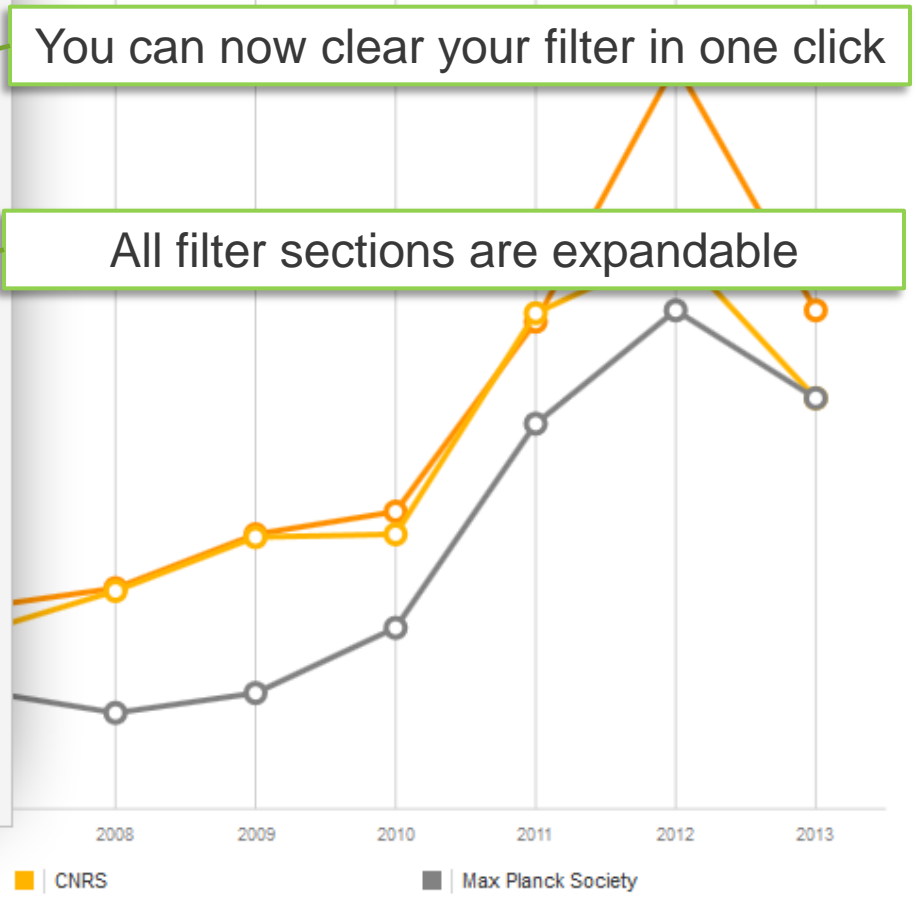 You can now clear your filter in one click
All filter sections are expandable
2008 2009 2010 2011 2012 2013
CNRS Max Planck Society